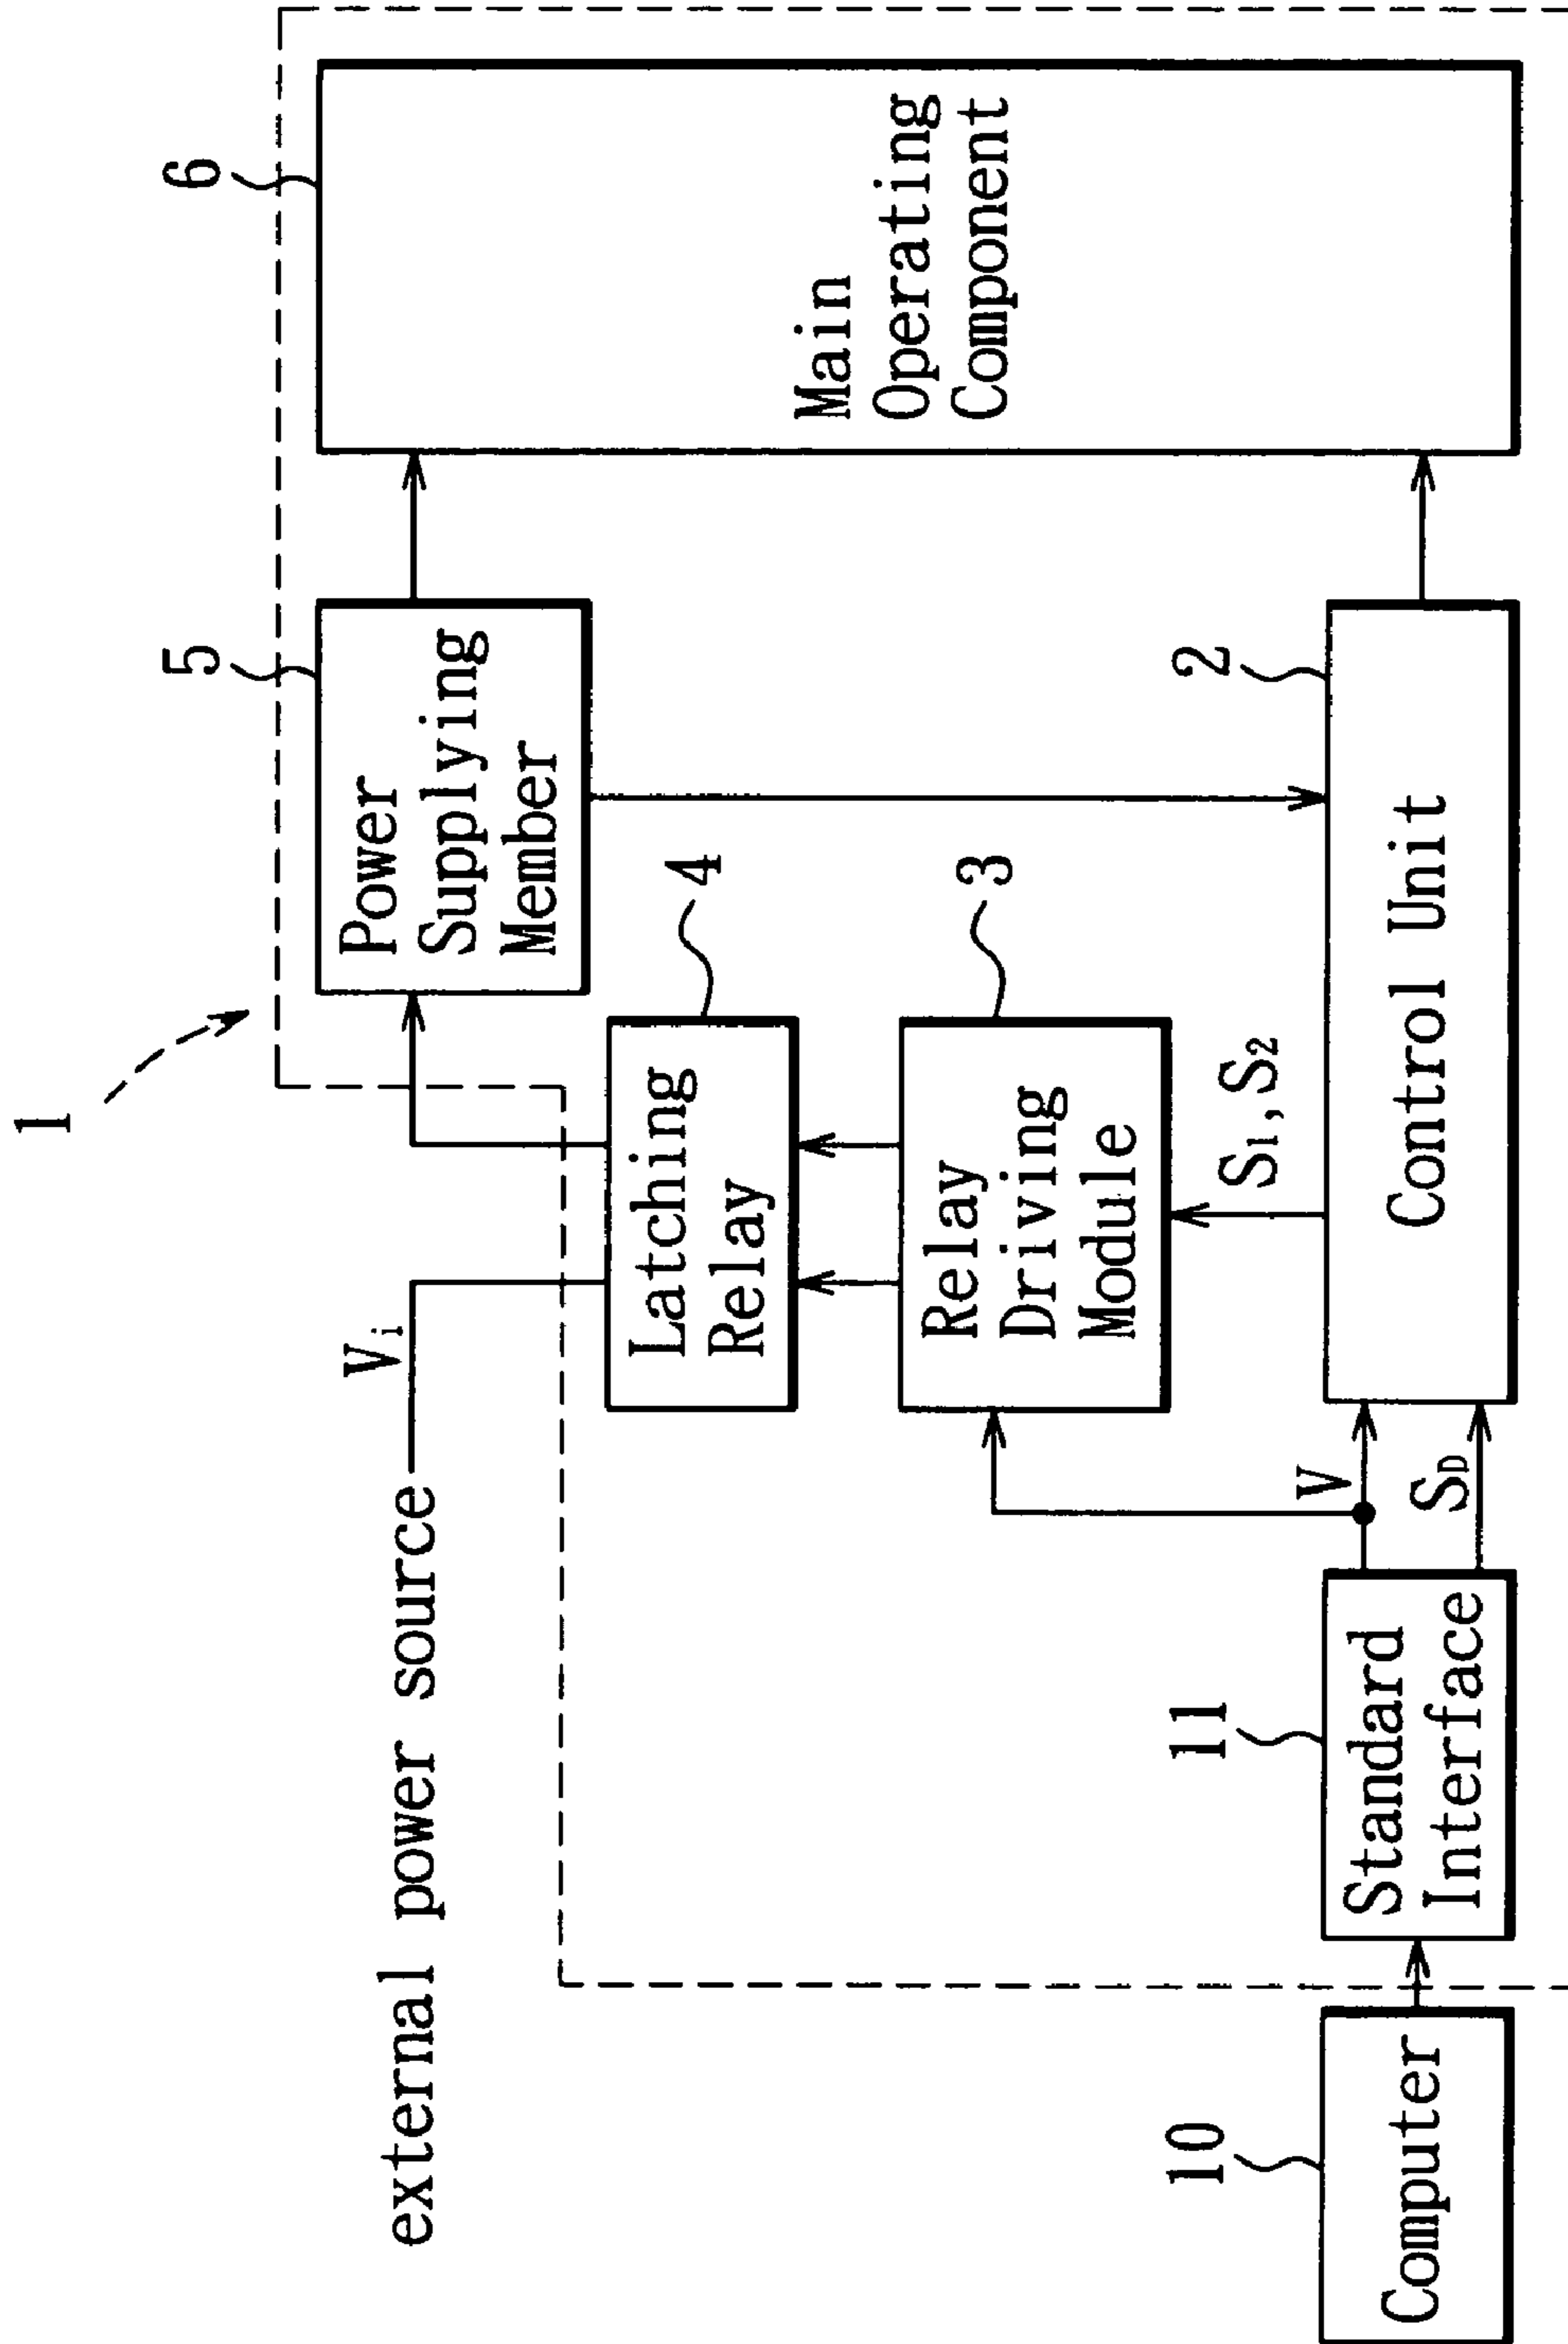 1
external power source
Vi
5
Power
Supplying
Member
6
Main
Operating
Component
4
Latching
Relay
3
Relay
Driving
Module
S1, S2
10
Computer
11
Standard
Interface
V
SD
2
Control Unit